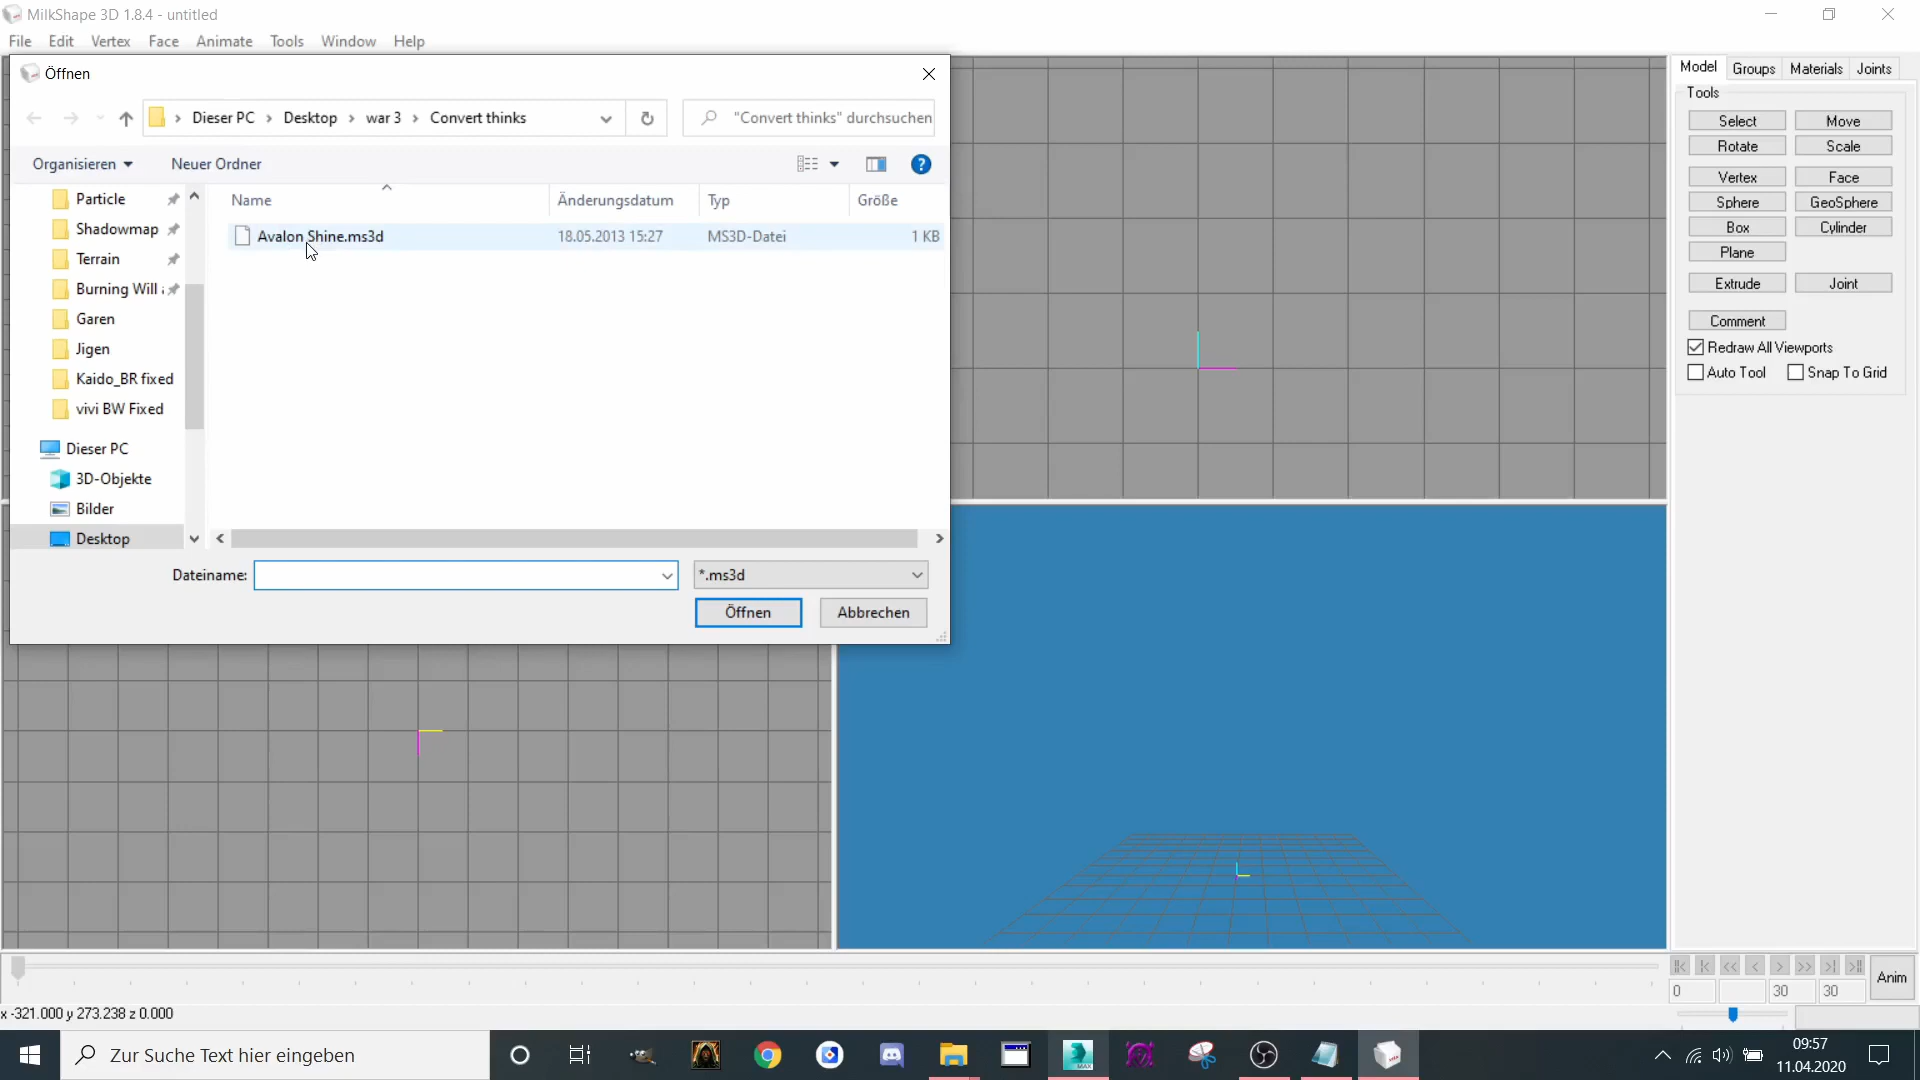 MilkShape 3D 1.8.4 - untitled
File Edit Vertex Face Animate Tools Window Help
Öffnen
Dieser PC Desktop war 3 Convert thinks
"Convert thinks" durchsuchen
Organisieren Neuer Ordner
Name Änderungsdatum Typ Größe
Avalon Shine.ms3d 18.05.2013 15:27 MS3D-Datei 1 KB
Particle
Shadowmap
Terrain
Burning Will
Garen
Jigen
Kaido_BR fixed
vivi BW Fixed
Dieser PC
3D-Objekte
Bilder
Desktop
Dateiname: *.ms3d
Öffnen Abbrechen
Model Groups Materials Joints
Tools
Select Move
Rotate Scale
Vertex Face
Sphere GeoSphere
Box Cylinder
Plane
Extrude Joint
Comment
Redraw All Viewports
Auto Tool Snap To Grid
Anim
0 30 30
x -321.000 y 273.238 z 0.000
Zur Suche Text hier eingeben
MAX
09:57
11.04.2020